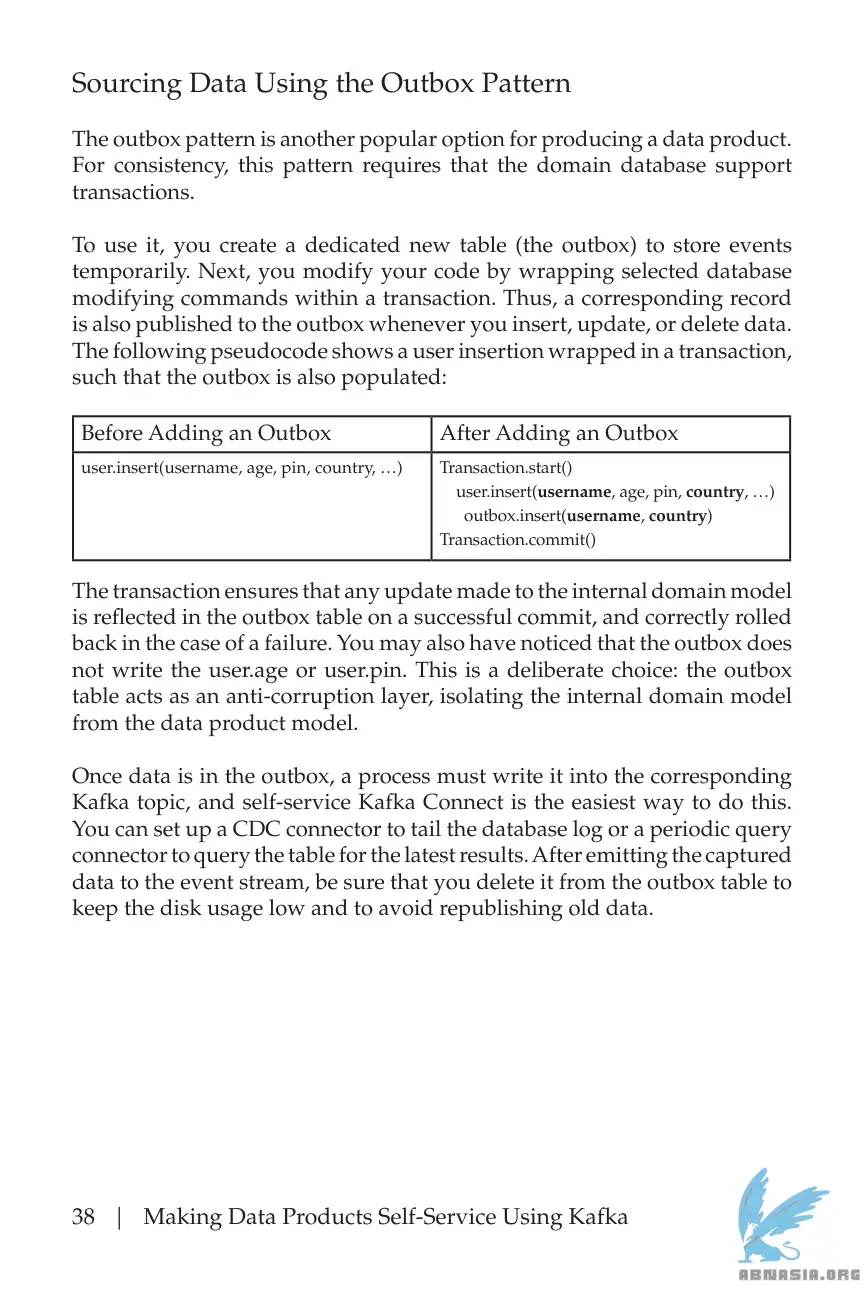 Sourcing Data Using the Outbox Pattern
The outbox pattern is another popular option for producing a data product.
For consistency, this pattern requires that the domain database support
transactions.
To use it, you create a dedicated new table (the outbox) to store events
temporarily. Next, you modify your code by wrapping selected database
modifying commands within a transaction. Thus, a corresponding record
is also published to the outbox whenever you insert, update, or delete data.
The following pseudocode shows a user insertion wrapped in a transaction,
such that the outbox is also populated:
Before Adding an Outbox
After Adding an Outbox
user.insert(username, age, pin, country, …)
Transaction.start()
user.insert(username, age, pin, country, …)
outbox.insert(username, country)
Transaction.commit()
The transaction ensures that any update made to the internal domain model
is reflected in the outbox table on a successful commit, and correctly rolled
back in the case of a failure. You may also have noticed that the outbox does
not write the user.age or user.pin. This is a deliberate choice: the outbox
table acts as an anti-corruption layer, isolating the internal domain model
from the data product model.
Once data is in the outbox, a process must write it into the corresponding
Kafka topic, and self-service Kafka Connect is the easiest way to do this.
You can set up a CDC connector to tail the database log or a periodic query
connector to query the table for the latest results. After emitting the captured
data to the event stream, be sure that you delete it from the outbox table to
keep the disk usage low and to avoid republishing old data.
38 | Making Data Products Self-Service Using Kafka
ABNASIA.ORG